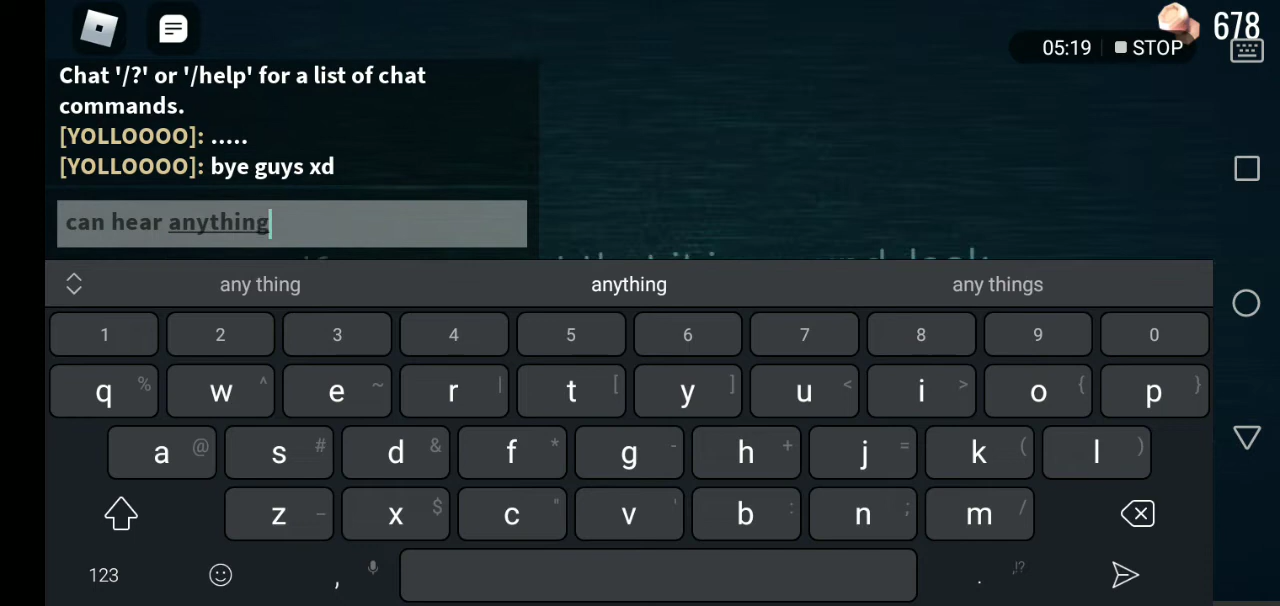 678
05:19 STOP
Chat '/?' or '/help' for a list of chat
commands.
[YOLLOOOO]: .....
[YOLLOOOO]: bye guys xd
can hear anything
any thing anything any things
1 2 3 4 5 6 7 8 9 0
q % w ^ e ~ r | t [ y ] u < i > o { p }
a @ s # d & f * g - h + j = k ( l )
z _ x $ c " v ' b : n ; m /
123 , . ,!?